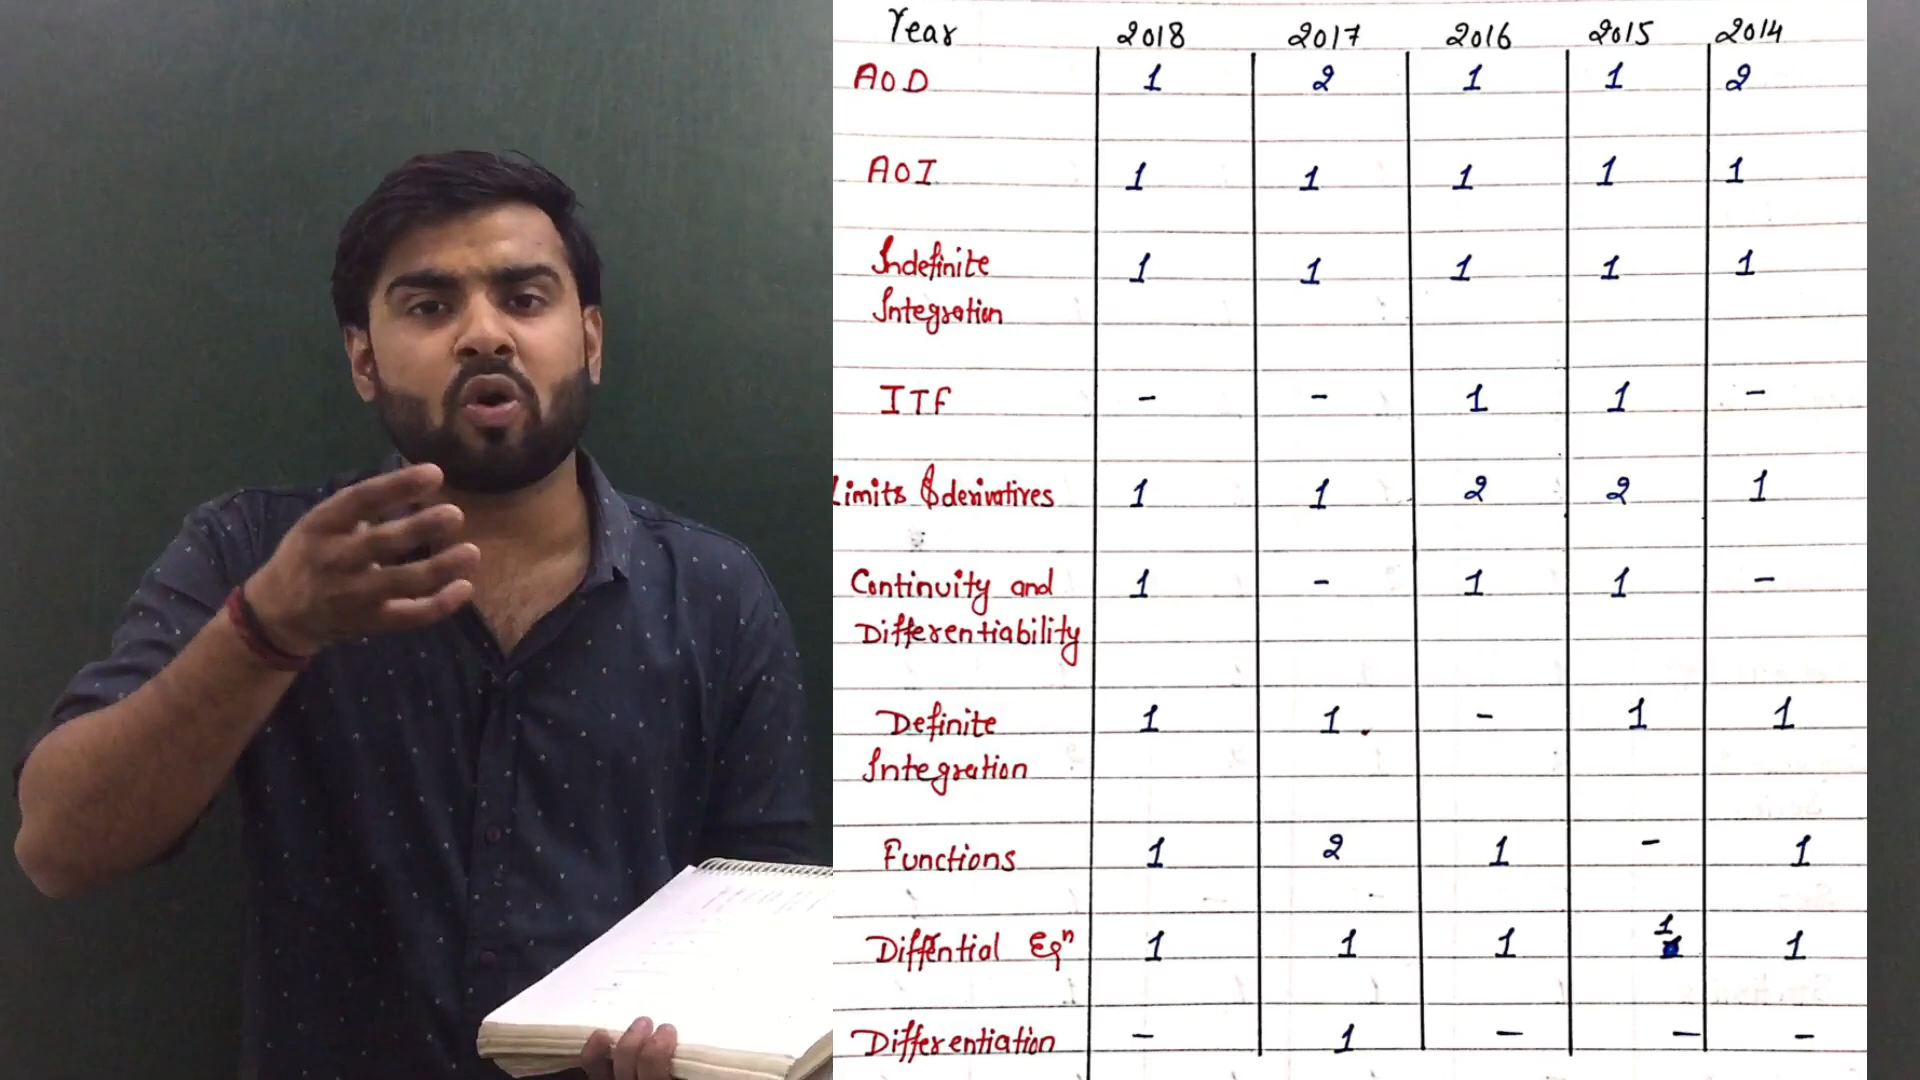 Year 2018 2017 2016 2015 2014
AOD 1 2 1 1 2
AOI 1 1 1 1 1
Indefinite 1 1 1 1 1
Integration
ITF - - 1 1 -
Limits & derivatives 1 1 2 2 1
Continuity and 1 - 1 1 -
Differentiability
Definite 1 1 - 1 1
Integration
Functions 1 2 1 - 1
Diffential Eqⁿ 1 1 1 1 1
Differentiation - 1 - - -